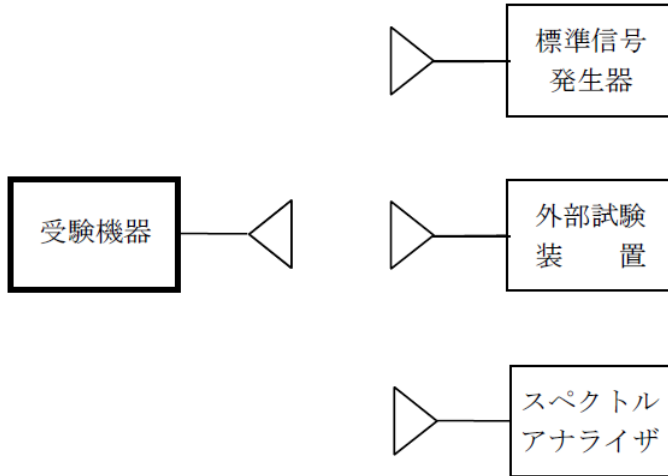 標準信号
発生器
受験機器
外部試験
装　　置
スペクトル
アナライザ